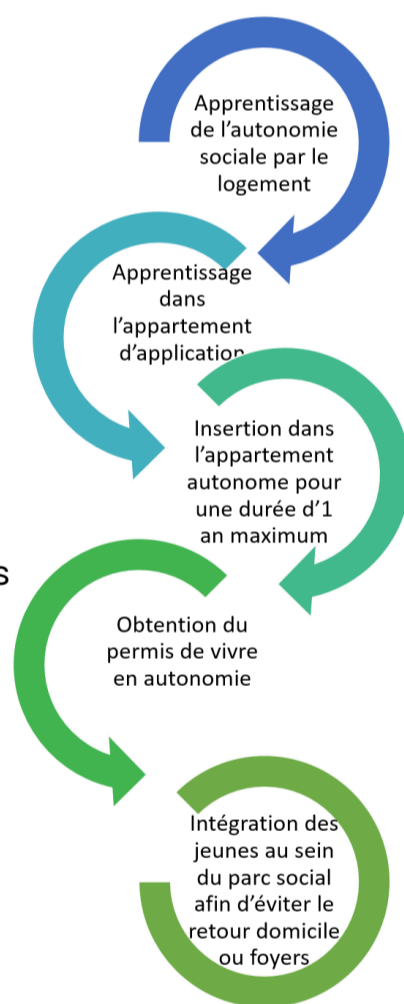 Apprentissage
de l'autonomie
sociale par le
logement
Apprentissage
dans
l'appartement
d'application
Insertion dans
l'appartement
autonome pour
une durée d'1
an maximum
s
Obtention du
permis de vivre
en autonomie
Intégration des
jeunes au sein
du parc social
afin d'éviter le
retour domicile
ou foyers